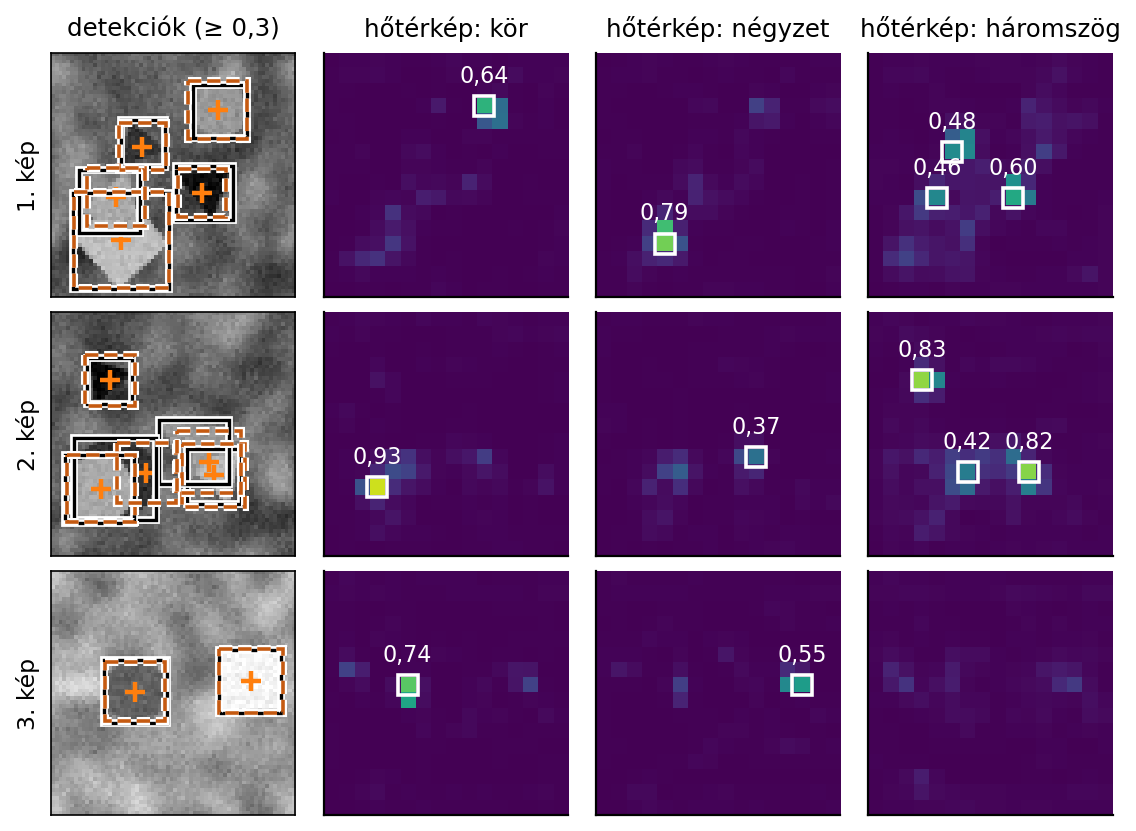 detekciók (≥ 0,3)
hőtérkép: kör
hőtérkép: négyzet
hőtérkép: háromszög
1. kép
0,64
0,79
0,48
0,46
0,60
2. kép
0,93
0,37
0,83
0,42
0,82
3. kép
0,74
0,55